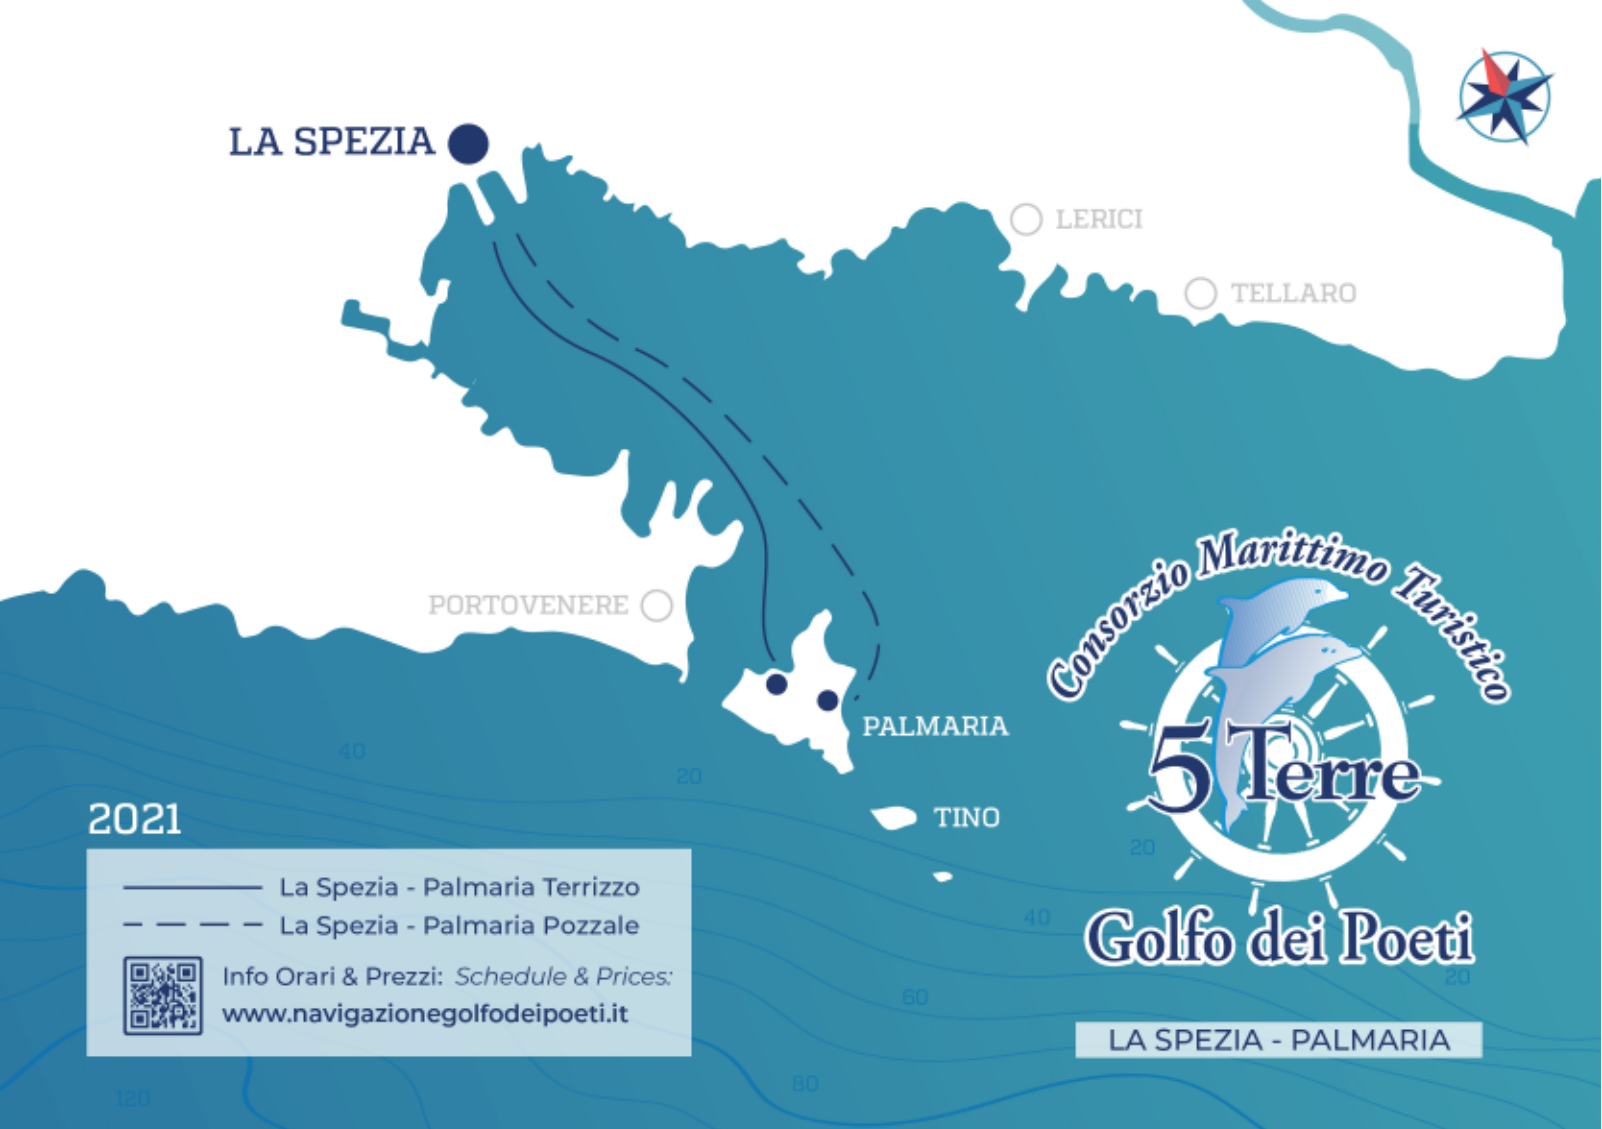 LA SPEZIA
LERICI
TELLARO
PORTOVENERE
PALMARIA
TINO
40
20
20
40
60
20
80
120
2021
La Spezia - Palmaria Terrizzo
La Spezia - Palmaria Pozzale
Info Orari & Prezzi: Schedule & Prices:
www.navigazionegolfodeipoeti.it
Consorzio Marittimo Turistico
5 Terre
Golfo dei Poeti
LA SPEZIA - PALMARIA